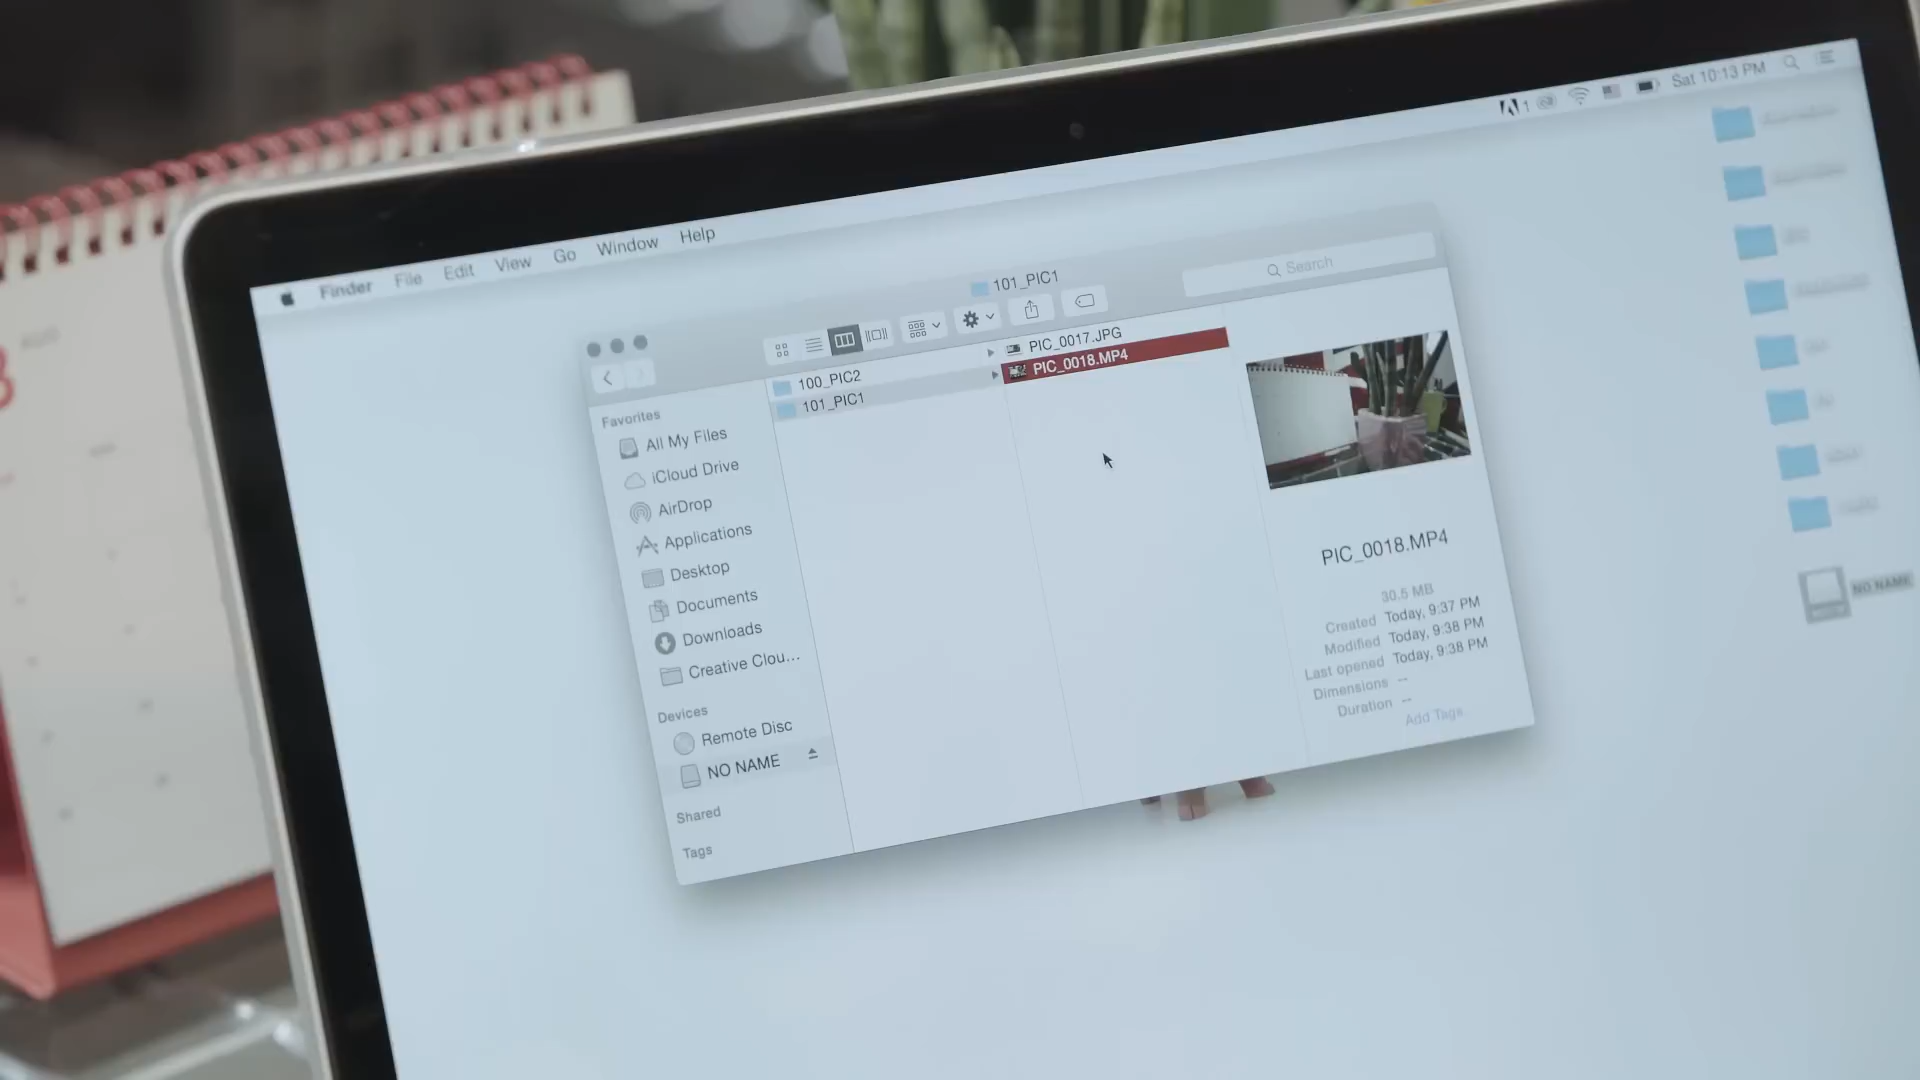 Finder File Edit View Go Window Help
1 Sat 10:13 PM
101_PIC1
Search
Favorites
All My Files
iCloud Drive
AirDrop
Applications
Desktop
Documents
Downloads
Creative Clou...
Devices
Remote Disc
NO NAME
Shared
Tags
100_PIC2
101_PIC1
PIC_0017.JPG
PIC_0018.MP4
PIC_0018.MP4
30.5 MB
Created Today, 9:37 PM
Modified Today, 9:38 PM
Last opened Today, 9:38 PM
Dimensions --
Duration --
Add Tags...
NO NAME